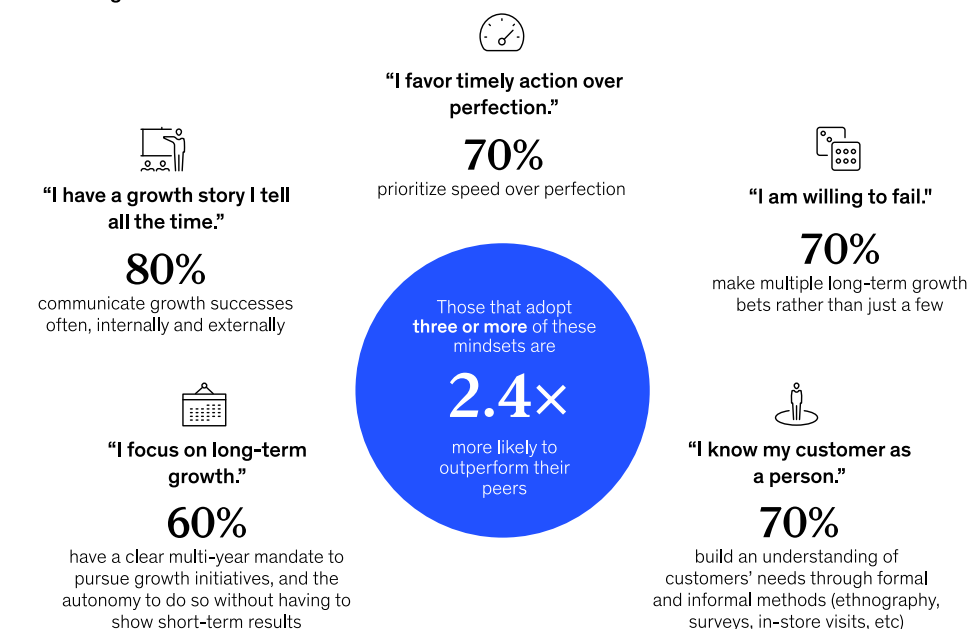 “I favor timely action over
perfection.”
70%
prioritize speed over perfection
“I have a growth story I tell
all the time.”
80%
communicate growth successes
often, internally and externally
“I am willing to fail."
70%
make multiple long-term growth
bets rather than just a few
Those that adopt
three or more of these
mindsets are
2.4×
more likely to
outperform their
peers
“I focus on long-term
growth.”
60%
have a clear multi-year mandate to
pursue growth initiatives, and the
autonomy to do so without having to
show short-term results
“I know my customer as
a person.”
70%
build an understanding of
customers’ needs through formal
and informal methods (ethnography,
surveys, in-store visits, etc)